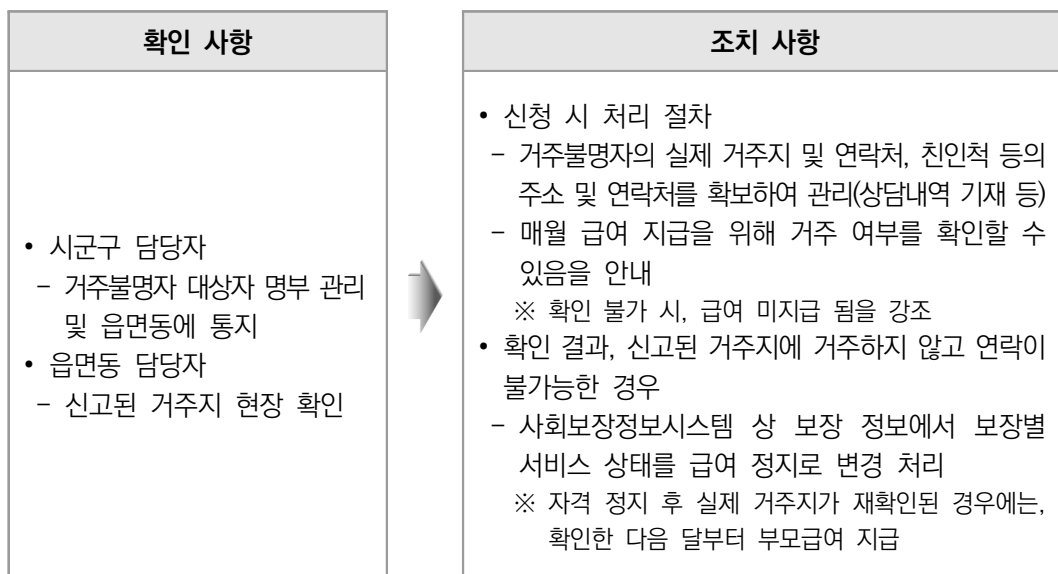 확인 사항
• 시군구 담당자
- 거주불명자 대상자 명부 관리
및 읍면동에 통지
• 읍면동 담당자
- 신고된 거주지 현장 확인
조치 사항
• 신청 시 처리 절차
- 거주불명자의 실제 거주지 및 연락처, 친인척 등의
주소 및 연락처를 확보하여 관리(상담내역 기재 등)
- 매월 급여 지급을 위해 거주 여부를 확인할 수
있음을 안내
※ 확인 불가 시, 급여 미지급 됨을 강조
• 확인 결과, 신고된 거주지에 거주하지 않고 연락이
불가능한 경우
- 사회보장정보시스템 상 보장 정보에서 보장별
서비스 상태를 급여 정지로 변경 처리
※ 자격 정지 후 실제 거주지가 재확인된 경우에는,
확인한 다음 달부터 부모급여 지급